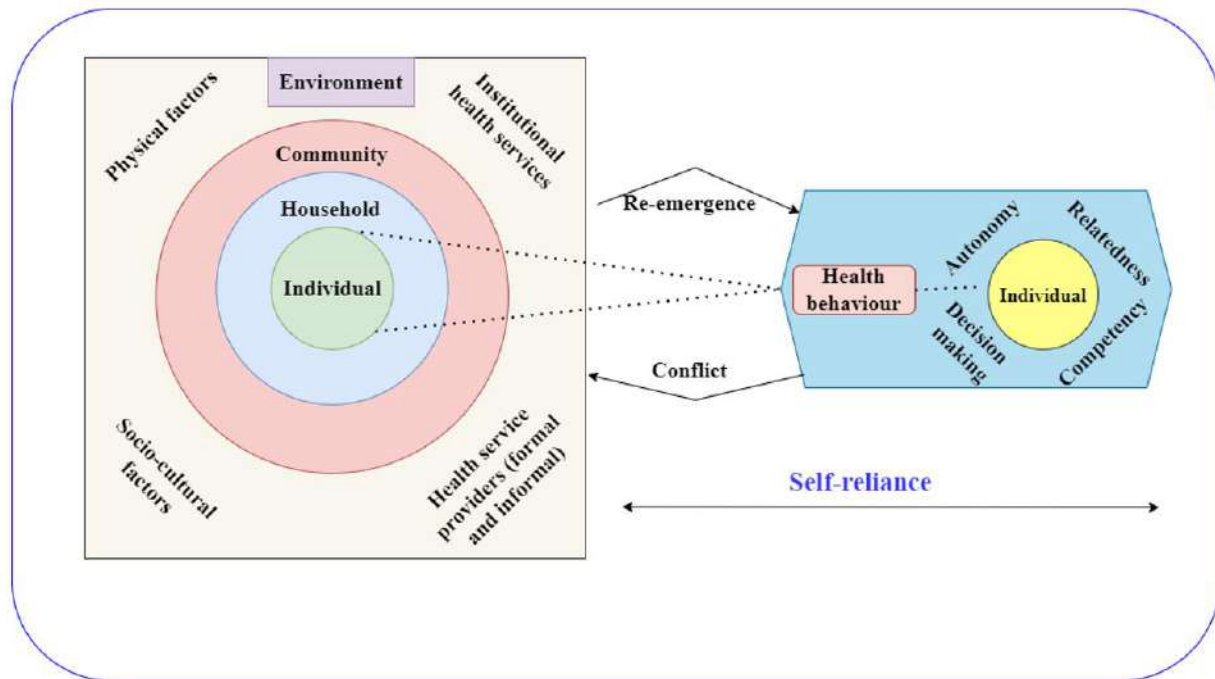 Environment
Physical factors
Institutional
health services
Community
Household
Individual
Socio-cultural
factors
Health service
providers (formal
and informal)
Re-emergence
Conflict
Health
behaviour
Autonomy
Relatedness
Individual
Decision
making
Competency
Self-reliance